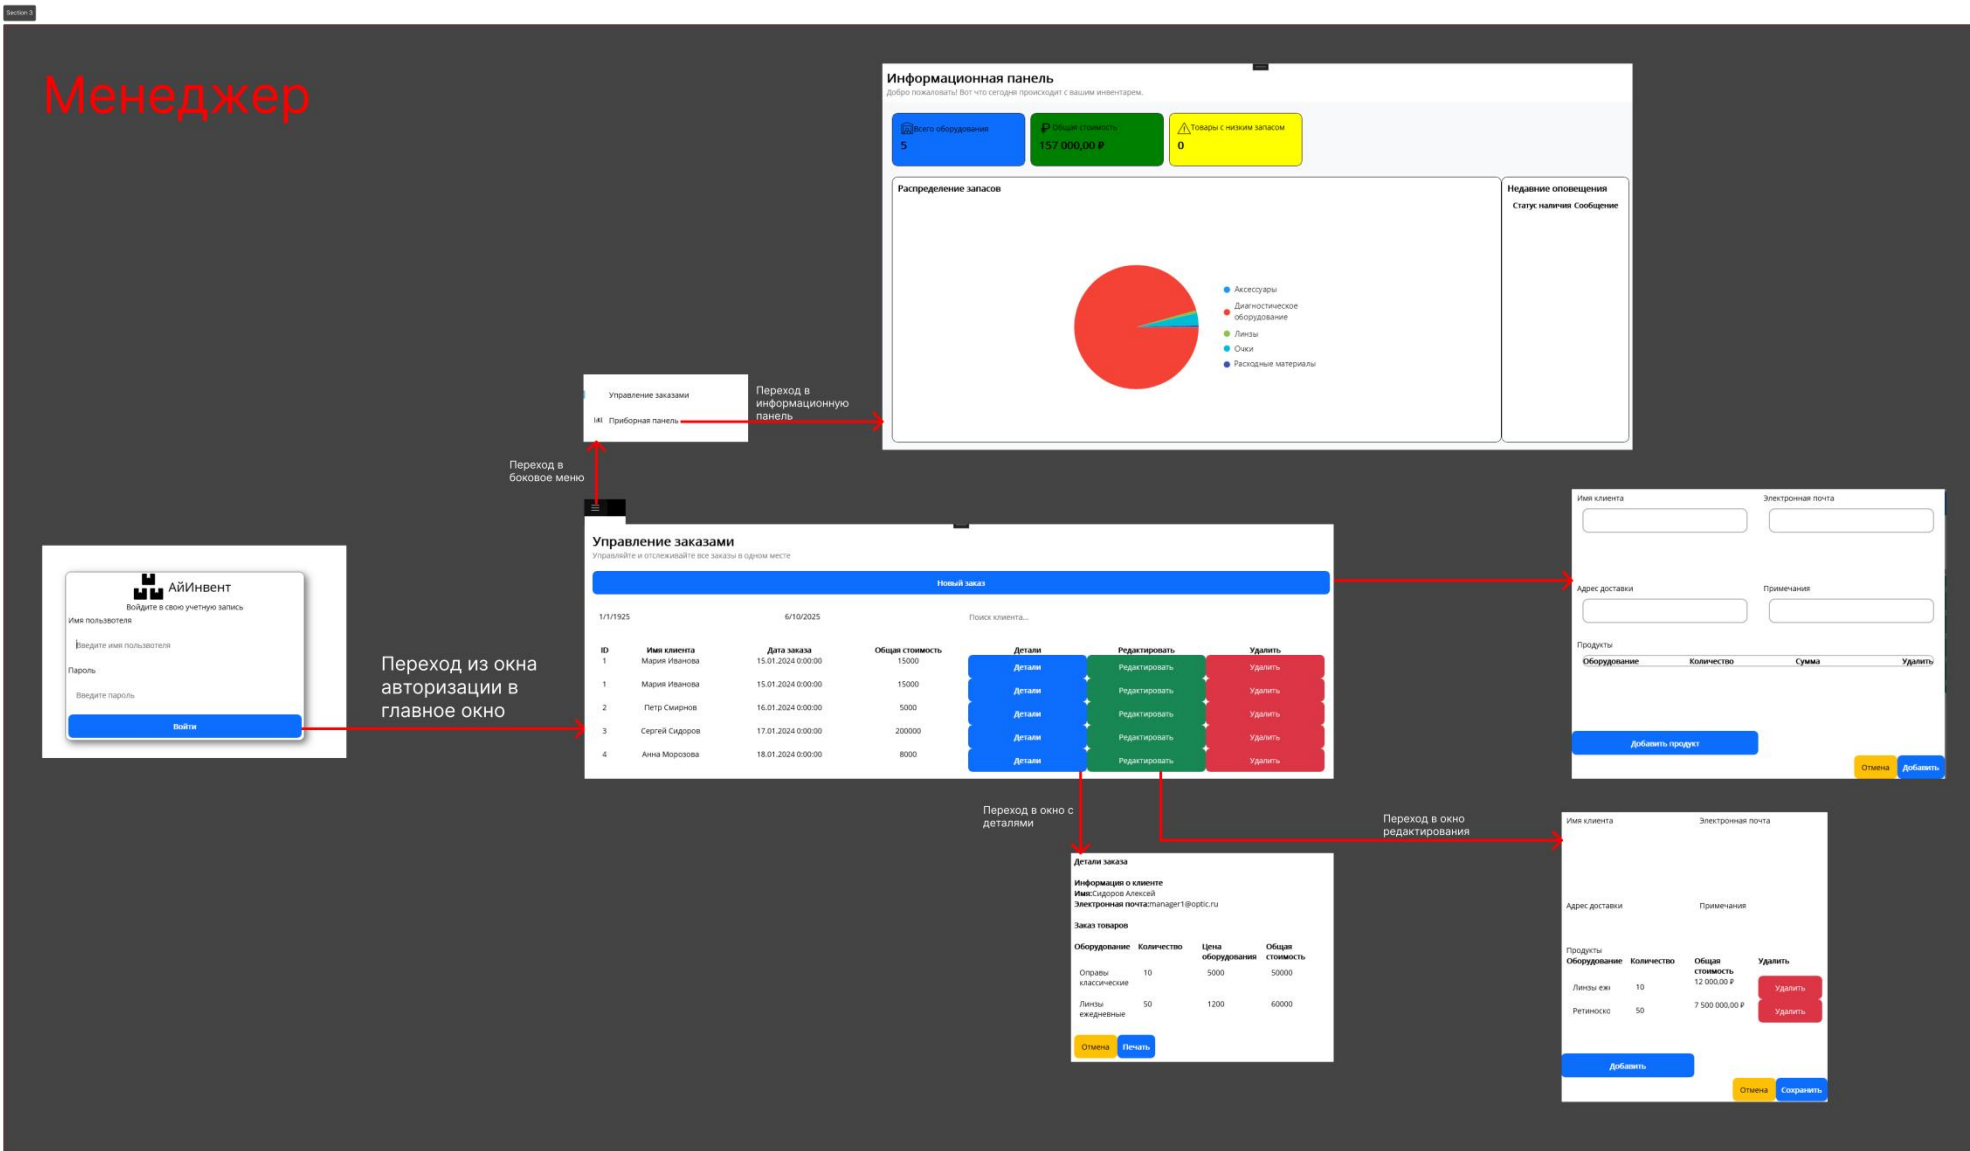 Section 3
Менеджер
Информационная панель
Добро пожаловать! Вот что сегодня происходит с вашим инвентарем.
Всего оборудования
5
Общая стоимость
157 000,00 ₽
Товары с низким запасом
0
Распределение запасов
Аксессуары
Диагностическое
оборудование
Линзы
Очки
Расходные материалы
Недавние оповещения
Статус наличия Сообщение
Управление заказами
Приборная панель
Переход в
информационную
панель
Переход в
боковое меню
АйИнвент
Войдите в свою учетную запись
Имя пользвотеля
Введите имя пользвотеля
Пароль
Введите пароль
Войти
Переход из окна
авторизации в
главное окно
Управление заказами
Управляйте и отслеживайте все заказы в одном месте
Новый заказ
1/1/1925 6/10/2025 Поиск клиента...
ID Имя клиента Дата заказа Общая стоимость Детали Редактировать Удалить
1 Мария Иванова 15.01.2024 0:00:00 15000 Детали Редактировать Удалить
1 Мария Иванова 15.01.2024 0:00:00 15000 Детали Редактировать Удалить
2 Петр Смирнов 16.01.2024 0:00:00 5000 Детали Редактировать Удалить
3 Сергей Сидоров 17.01.2024 0:00:00 200000 Детали Редактировать Удалить
4 Анна Морозова 18.01.2024 0:00:00 8000 Детали Редактировать Удалить
Переход в окно с
деталями
Переход в окно
редактирования
Детали заказа
Информация о клиенте
Имя:Сидоров Алексей
Электронная почта:manager1@optic.ru
Заказ товаров
Оборудование Количество Цена
оборудования Общая
стоимость
Оправы
классические 10 5000 50000
Линзы
ежедневные 50 1200 60000
Отмена Печать
Имя клиента Электронная почта
Адрес доставки Примечания
Продукты
Оборудование Количество Сумма Удалить
Добавить продукт
Отмена Добавить
Имя клиента Электронная почта
Адрес доставки Примечания
Продукты
Оборудование Количество Общая
стоимость Удалить
Линзы еже 10 12 000,00 ₽ Удалить
Ретиноско 50 7 500 000,00 ₽ Удалить
Добавить
Отмена Сохранить